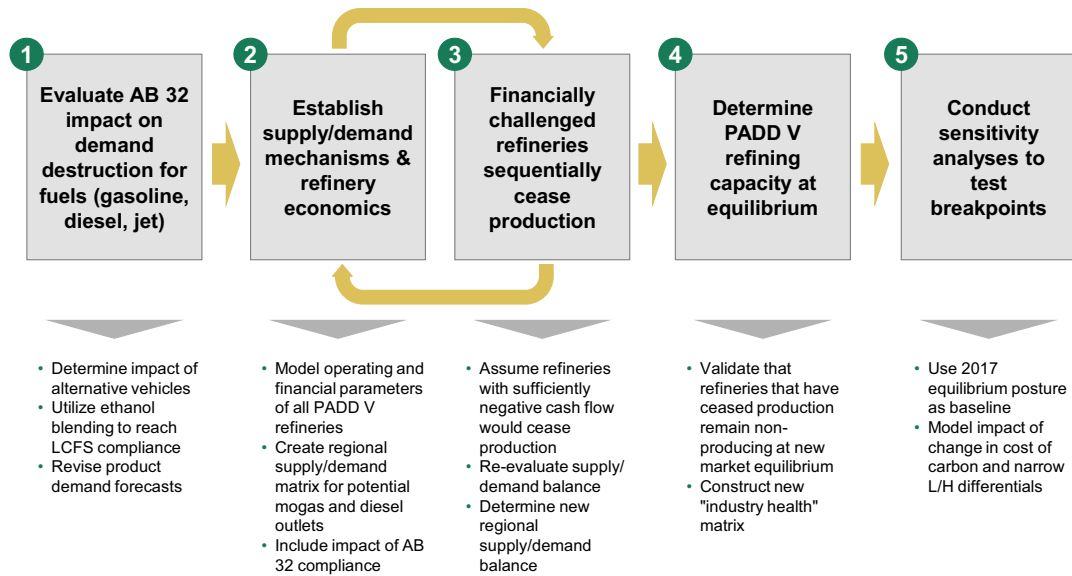 1
Evaluate AB 32
impact on
demand
destruction for
fuels (gasoline,
diesel, jet)
2
Establish
supply/demand
mechanisms &
refinery
economics
3
Financially
challenged
refineries
sequentially
cease
production
4
Determine
PADD V
refining
capacity at
equilibrium
5
Conduct
sensitivity
analyses to
test
breakpoints
• Determine impact of
alternative vehicles
• Utilize ethanol
blending to reach
LCFS compliance
• Revise product
demand forecasts
• Model operating and
financial parameters
of all PADD V
refineries
• Create regional
supply/demand
matrix for potential
mogas and diesel
outlets
• Include impact of AB
32 compliance
• Assume refineries
with sufficiently
negative cash flow
would cease
production
• Re-evaluate supply/
demand balance
• Determine new
regional
supply/demand
balance
• Validate that
refineries that have
ceased production
remain non-
producing at new
market equilibrium
• Construct new
"industry health"
matrix
• Use 2017
equilibrium posture
as baseline
• Model impact of
change in cost of
carbon and narrow
L/H differentials